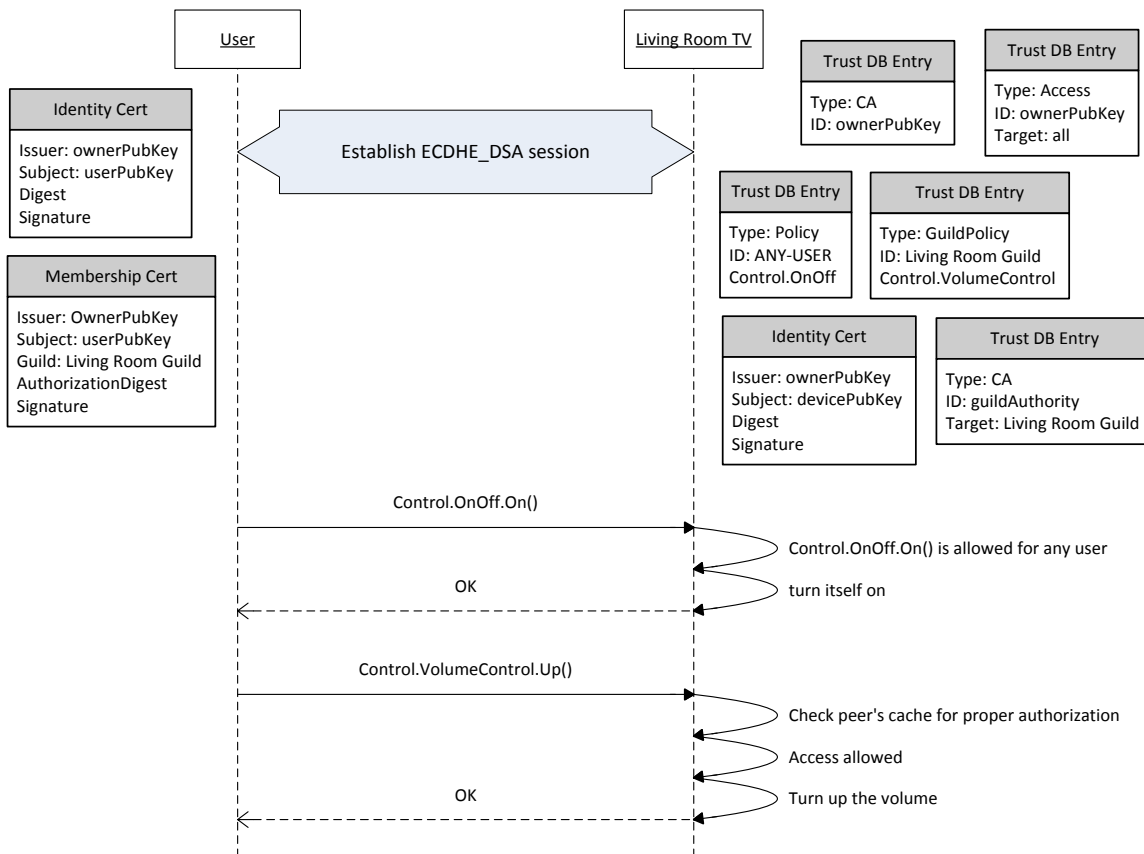 User
Living Room TV
Trust DB Entry
Type: CA
ID: ownerPubKey
Trust DB Entry
Type: Access
ID: ownerPubKey
Target: all
Identity Cert
Issuer: ownerPubKey
Subject: userPubKey
Digest
Signature
Establish ECDHE_DSA session
Trust DB Entry
Type: Policy
ID: ANY-USER
Control.OnOff
Trust DB Entry
Type: GuildPolicy
ID: Living Room Guild
Control.VolumeControl
Membership Cert
Issuer: OwnerPubKey
Subject: userPubKey
Guild: Living Room Guild
AuthorizationDigest
Signature
Identity Cert
Issuer: ownerPubKey
Subject: devicePubKey
Digest
Signature
Trust DB Entry
Type: CA
ID: guildAuthority
Target: Living Room Guild
Control.OnOff.On()
Control.OnOff.On() is allowed for any user
OK
turn itself on
Control.VolumeControl.Up()
Check peer's cache for proper authorization
Access allowed
OK
Turn up the volume